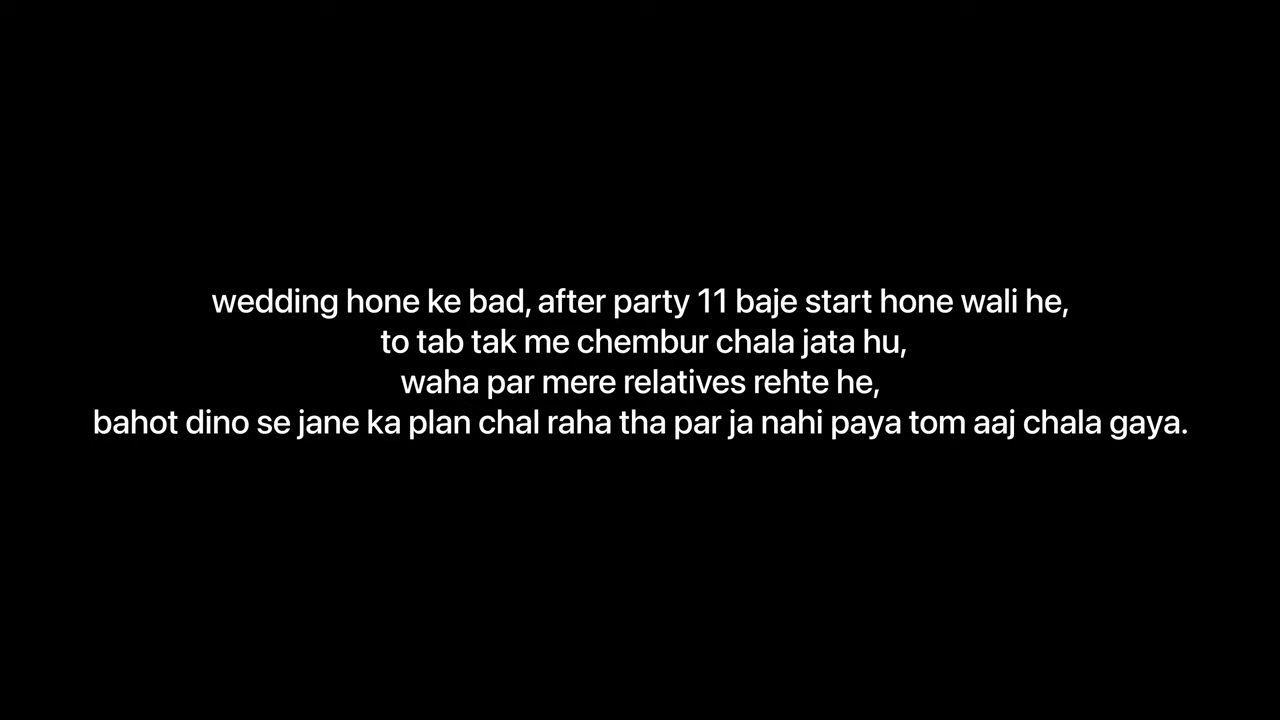 wedding hone ke bad, after party 11 baje start hone wali he,
to tab tak me chembur chala jata hu,
waha par mere relatives rehte he,
bahot dino se jane ka plan chal raha tha par ja nahi paya tom aaj chala gaya.